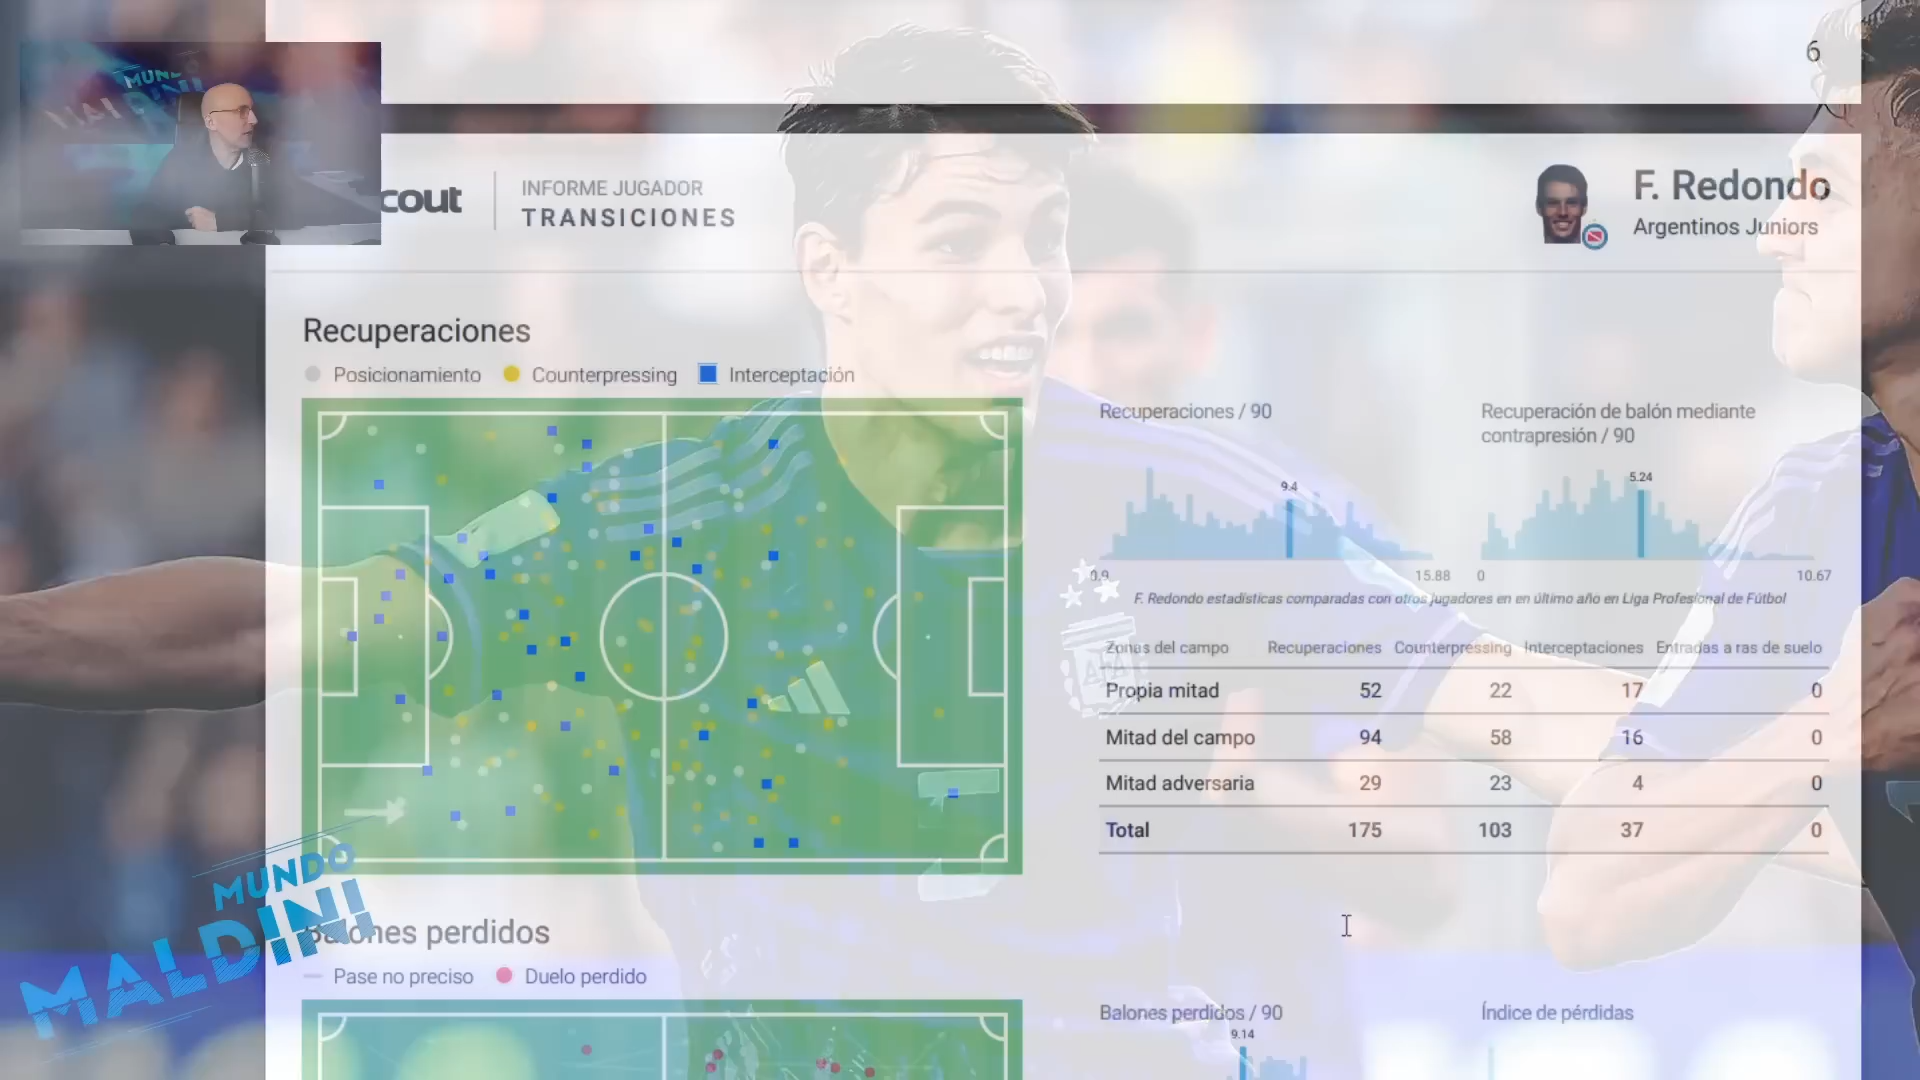 6
MUNDO
cout
INFORME JUGADOR
TRANSICIONES
F. Redondo
Argentinos Juniors
Recuperaciones
Posicionamiento
Counterpressing
Interceptación
Recuperaciones / 90
9.4
0.9
15.88
Recuperación de balón mediante
contrapresión / 90
5.24
0
10.67
F. Redondo estadísticas comparadas con otros jugadores en en último año en Liga Profesional de Fútbol
Zonas del campo Recuperaciones Counterpressing Interceptaciones Entradas a ras de suelo
Propia mitad 52 22 17 0
Mitad del campo 94 58 16 0
Mitad adversaria 29 23 4 0
Total 175 103 37 0
AFA
MUNDO
MALDINI
Balones perdidos
Pase no preciso
Duelo perdido
Balones perdidos / 90
9.14
Índice de pérdidas